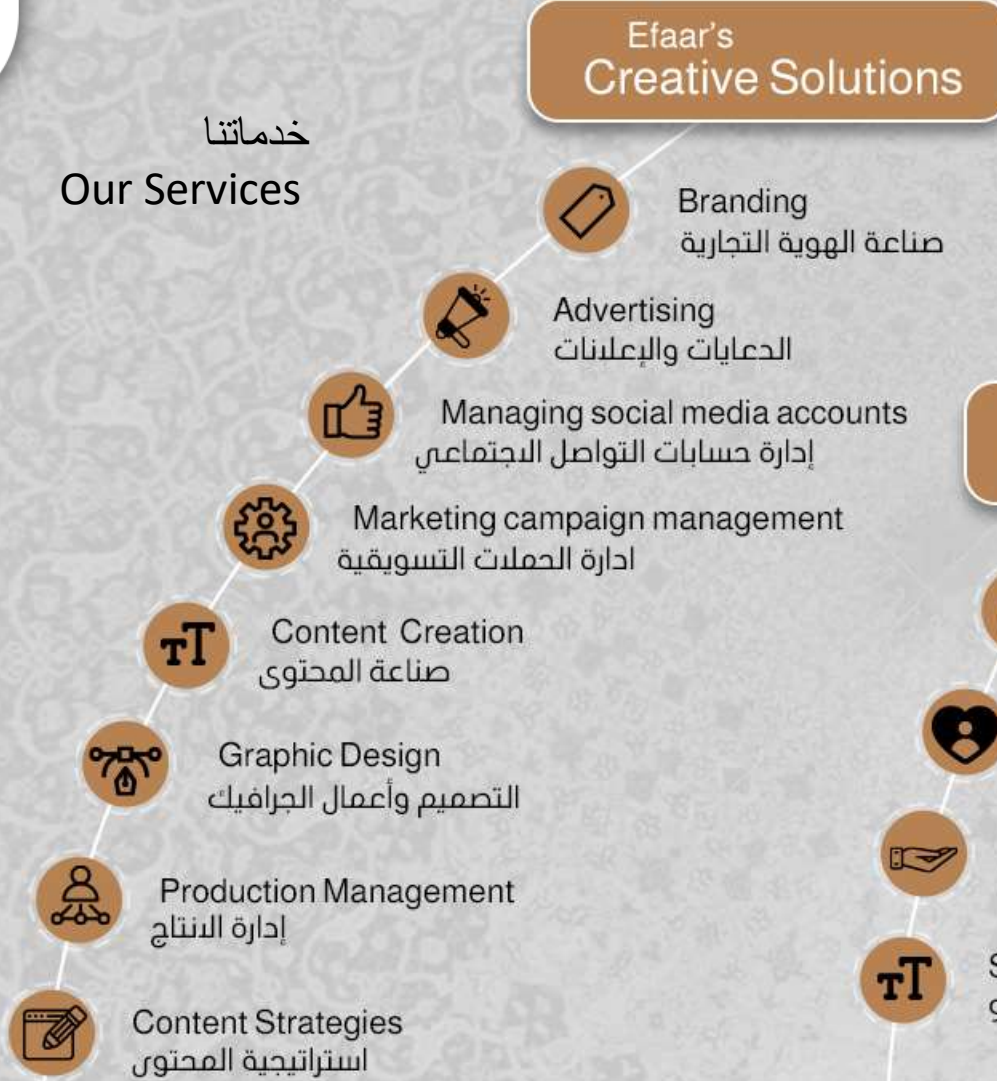 خدماتنا
Our Services
Efaar's
Creative Solutions
Branding
صناعة الهوية التجارية
Advertising
الدعايات والإعلانات
Managing social media accounts
إدارة حسابات التواصل الاجتماعي
Marketing campaign management
ادارة الحملات التسويقية
Content Creation
صناعة المحتوى
Graphic Design
التصميم وأعمال الجرافيك
Production Management
إدارة الانتاج
Content Strategies
استراتيجية المحتوى